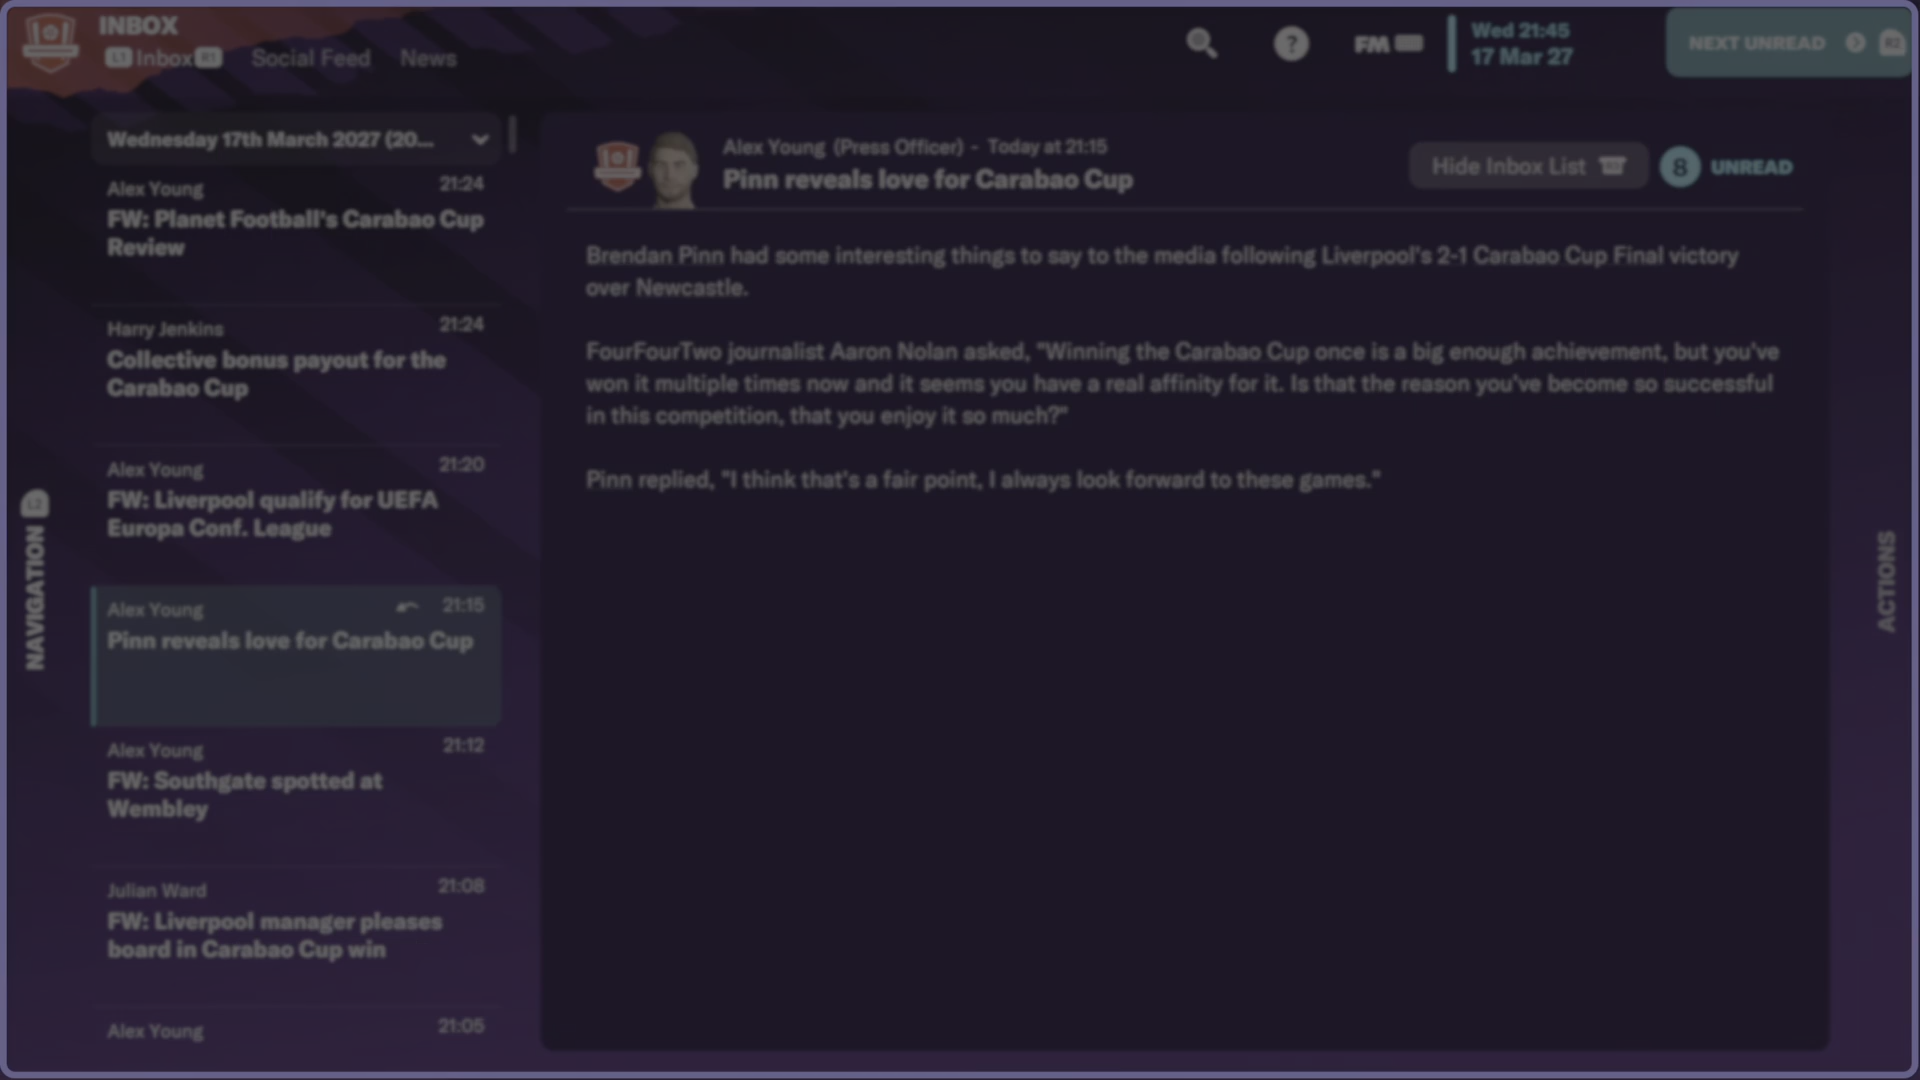 INBOX
L1 Inbox R1 Social Feed News
FM
Wed 21:45
17 Mar 27
NEXT UNREAD R2
Wednesday 17th March 2027 (20...
Alex Young 21:24
FW: Planet Football's Carabao Cup
Review
Harry Jenkins 21:24
Collective bonus payout for the
Carabao Cup
Alex Young 21:20
FW: Liverpool qualify for UEFA
Europa Conf. League
Alex Young 21:15
Pinn reveals love for Carabao Cup
Alex Young 21:12
FW: Southgate spotted at
Wembley
Julian Ward 21:08
FW: Liverpool manager pleases
board in Carabao Cup win
Alex Young 21:05
L2
NAVIGATION
Alex Young (Press Officer) - Today at 21:15
Pinn reveals love for Carabao Cup
Hide Inbox List
8 UNREAD
Brendan Pinn had some interesting things to say to the media following Liverpool's 2-1 Carabao Cup Final victory
over Newcastle.
FourFourTwo journalist Aaron Nolan asked, "Winning the Carabao Cup once is a big enough achievement, but you've
won it multiple times now and it seems you have a real affinity for it. Is that the reason you've become so successful
in this competition, that you enjoy it so much?"
Pinn replied, "I think that's a fair point, I always look forward to these games."
ACTIONS